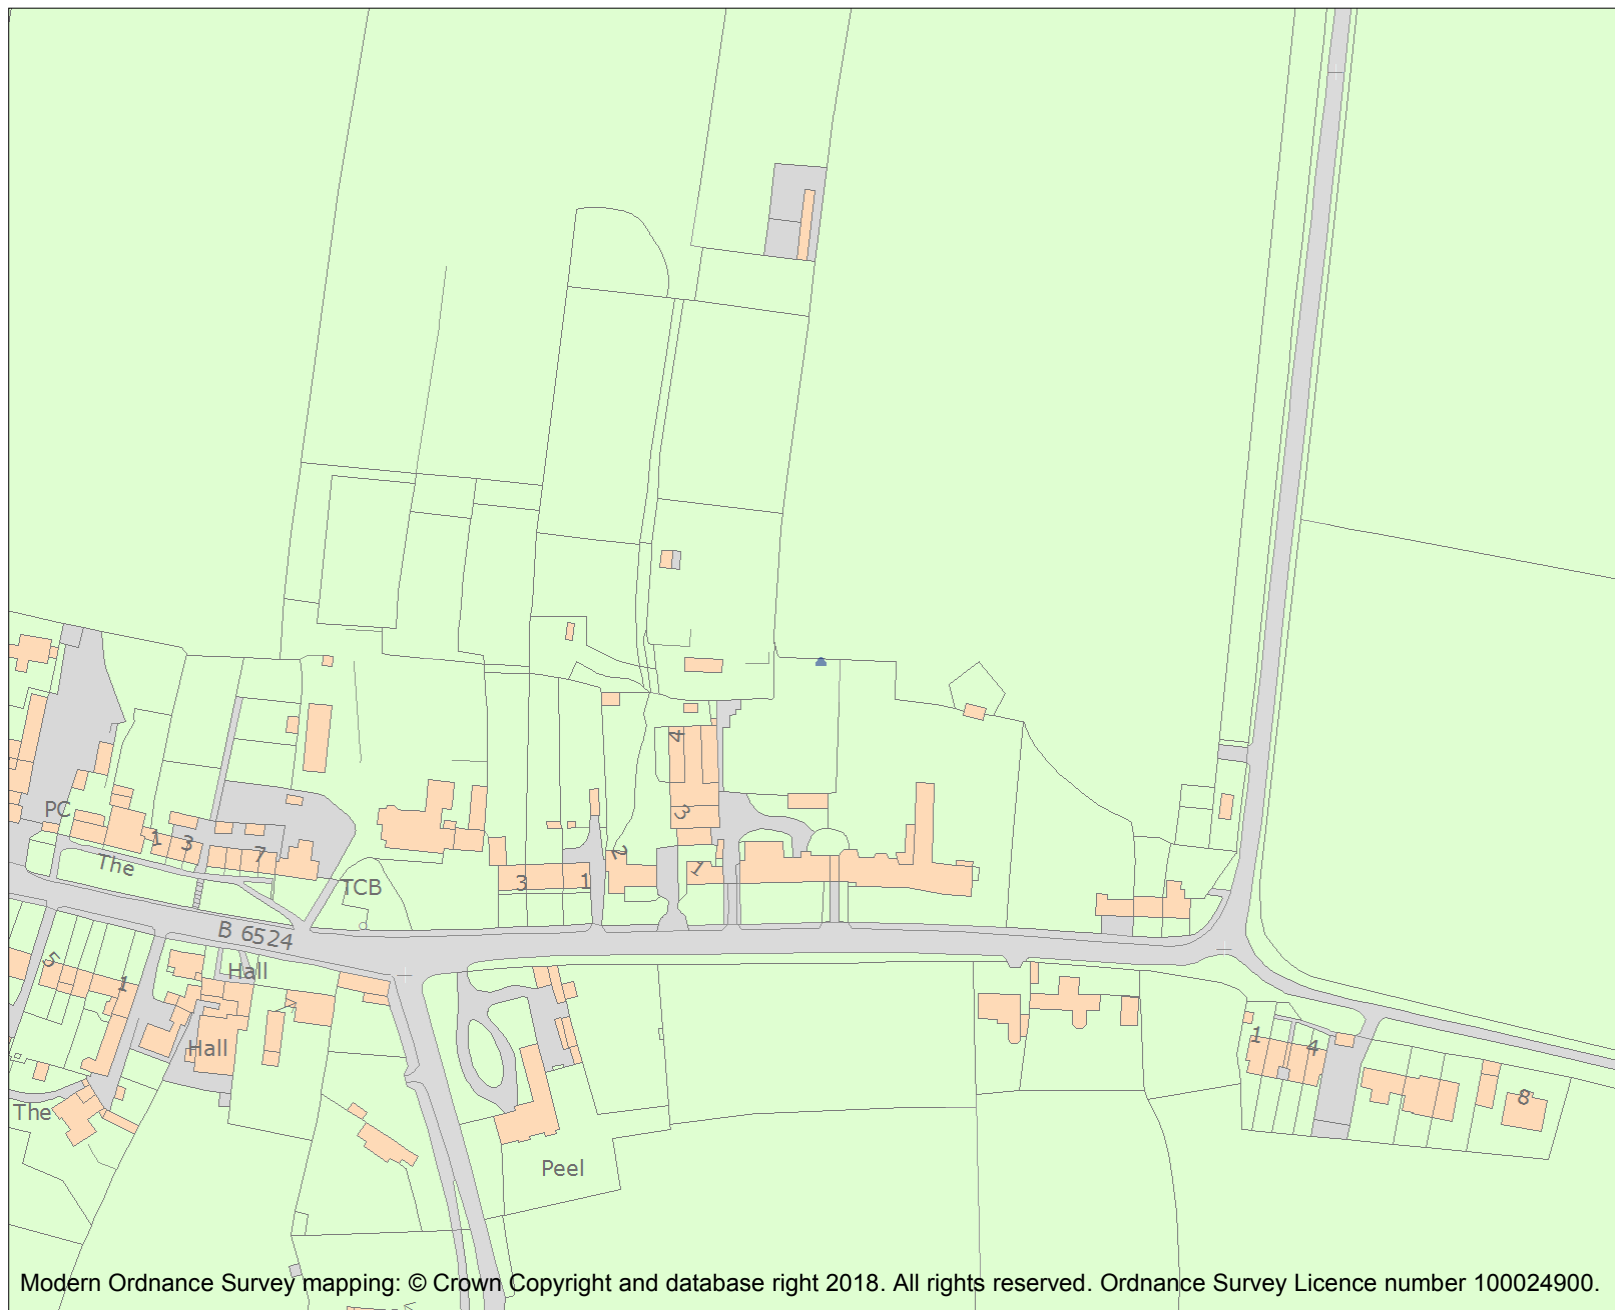 4
PC
3
1
3
7
The
2
1
3
1
TCB
B 6524
5
1
Hall
Hall
1
4
The
8
Peel
Modern Ordnance Survey mapping: © Crown Copyright and database right 2018. All rights reserved. Ordnance Survey Licence number 100024900.